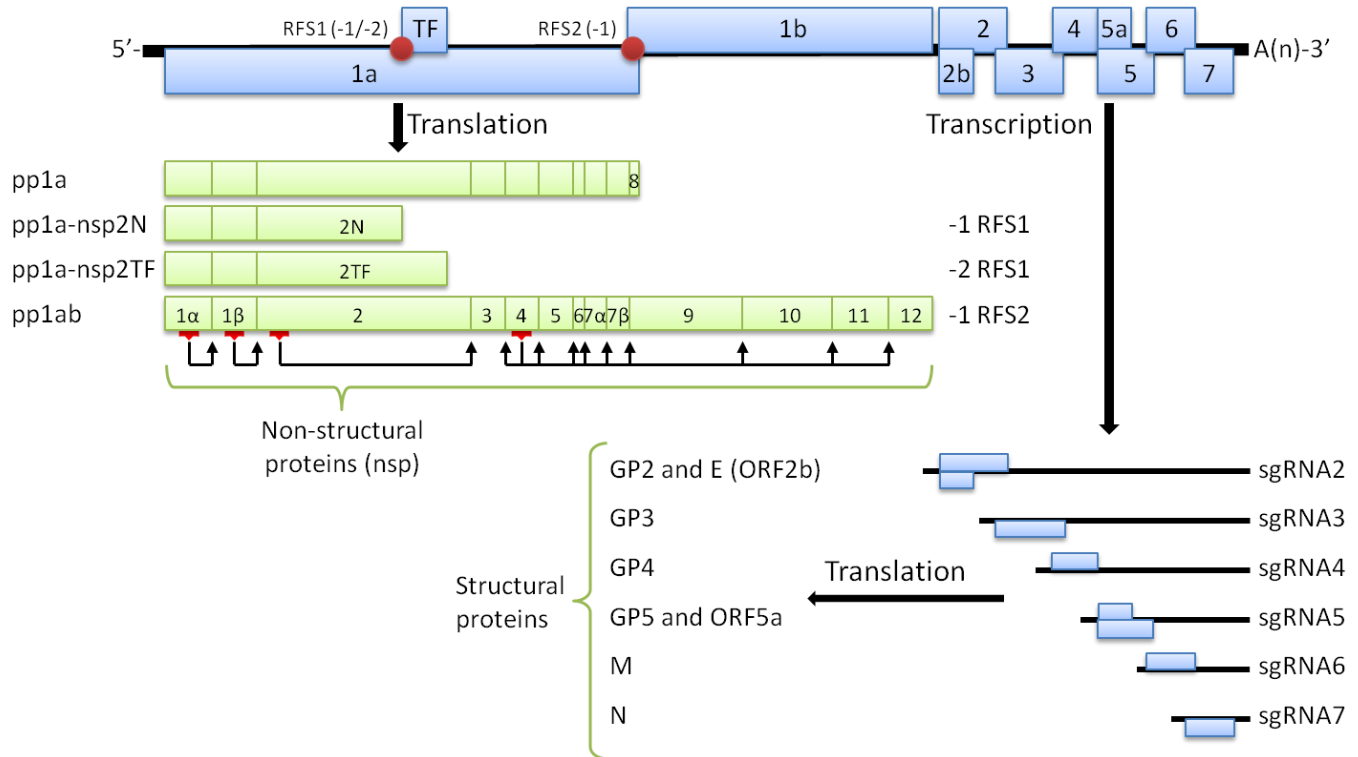 RFS1 (-1/-2) TF RFS2 (-1) 1b 2 4 5a 6
5′- A(n)-3′
1a 2b 3 5 7
Translation Transcription
pp1a 8
pp1a-nsp2N 2N -1 RFS1
pp1a-nsp2TF 2TF -2 RFS1
pp1ab 1α 1β 2 3 4 5 6 7α 7β 9 10 11 12 -1 RFS2
Non-structural
proteins (nsp)
GP2 and E (ORF2b) sgRNA2
GP3 sgRNA3
GP4 sgRNA4
Translation
Structural
proteins
GP5 and ORF5a sgRNA5
M sgRNA6
N sgRNA7